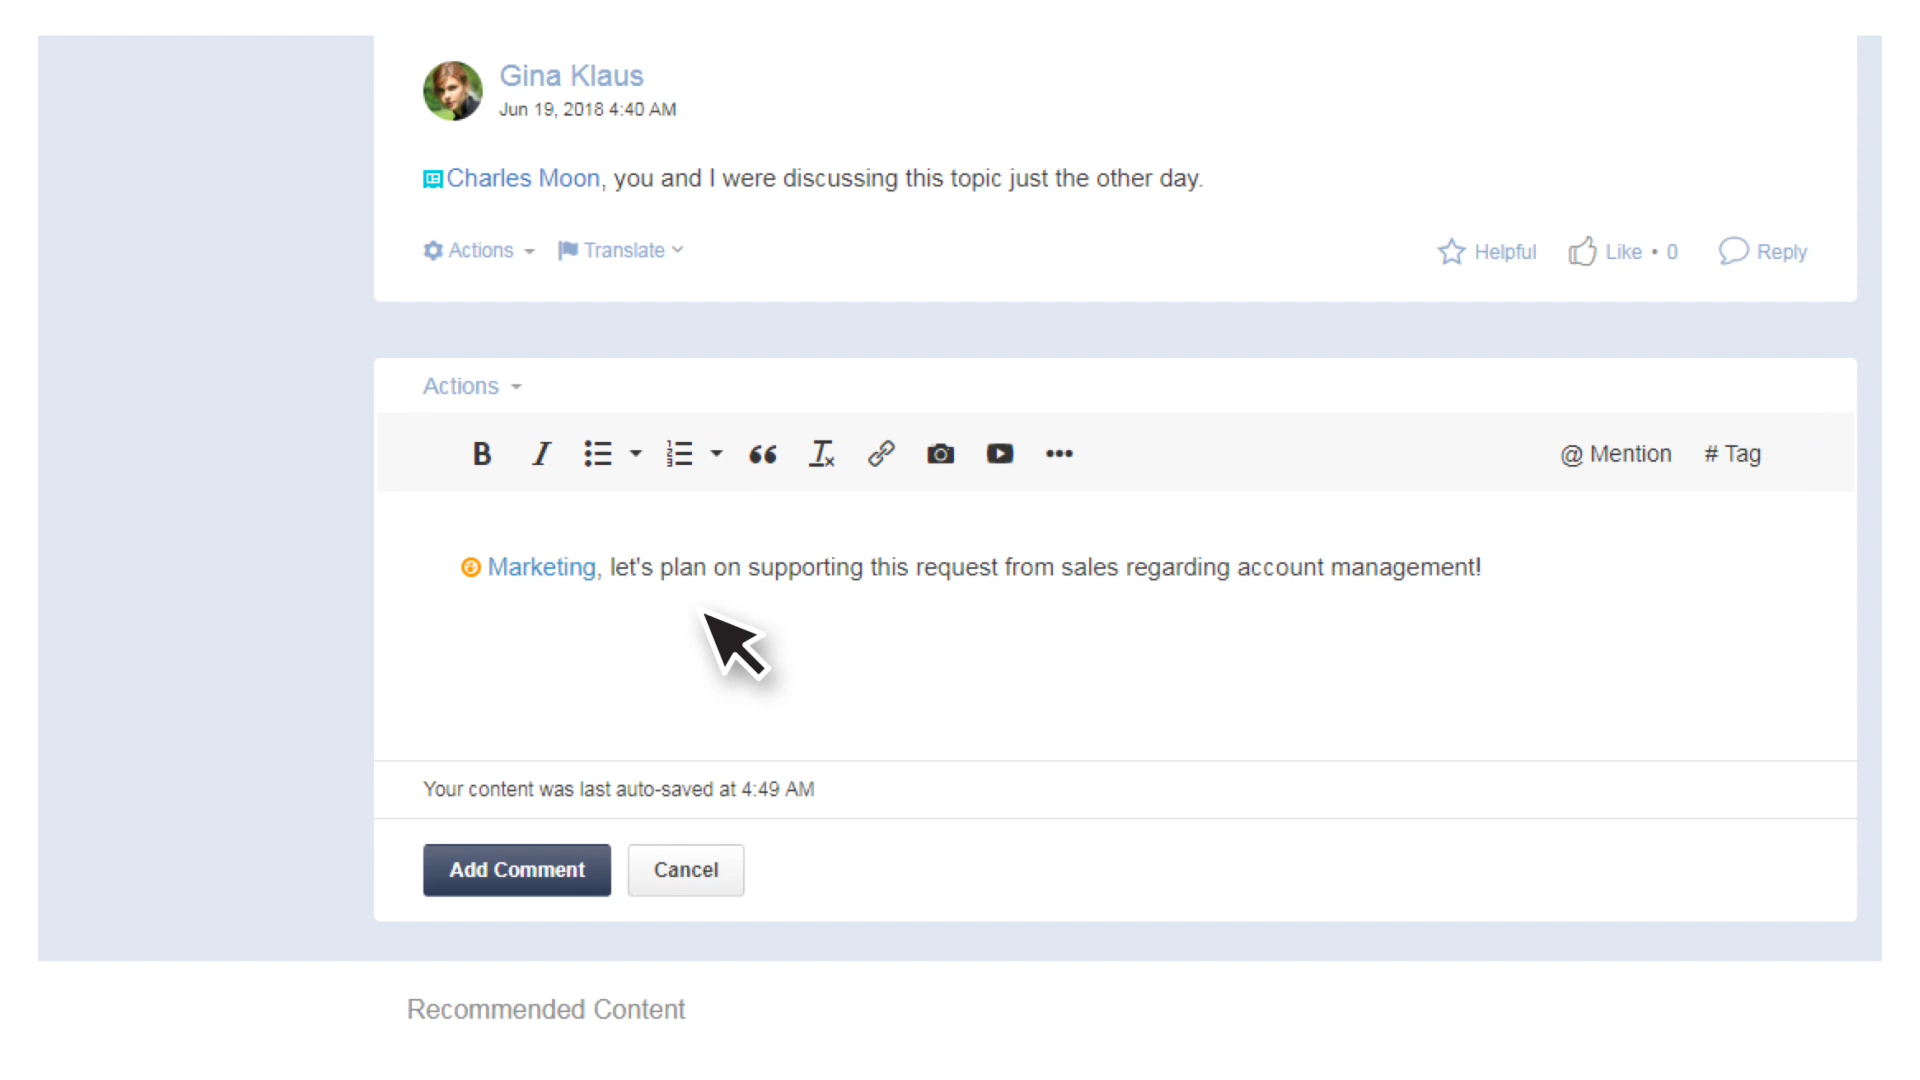 Gina Klaus
Jun 19, 2018 4:40 AM
Charles Moon, you and I were discussing this topic just the other day.
Actions Translate Helpful Like • 0 Reply
Actions
B I @ Mention # Tag
Marketing, let's plan on supporting this request from sales regarding account management!
Your content was last auto-saved at 4:49 AM
Add Comment Cancel
Recommended Content